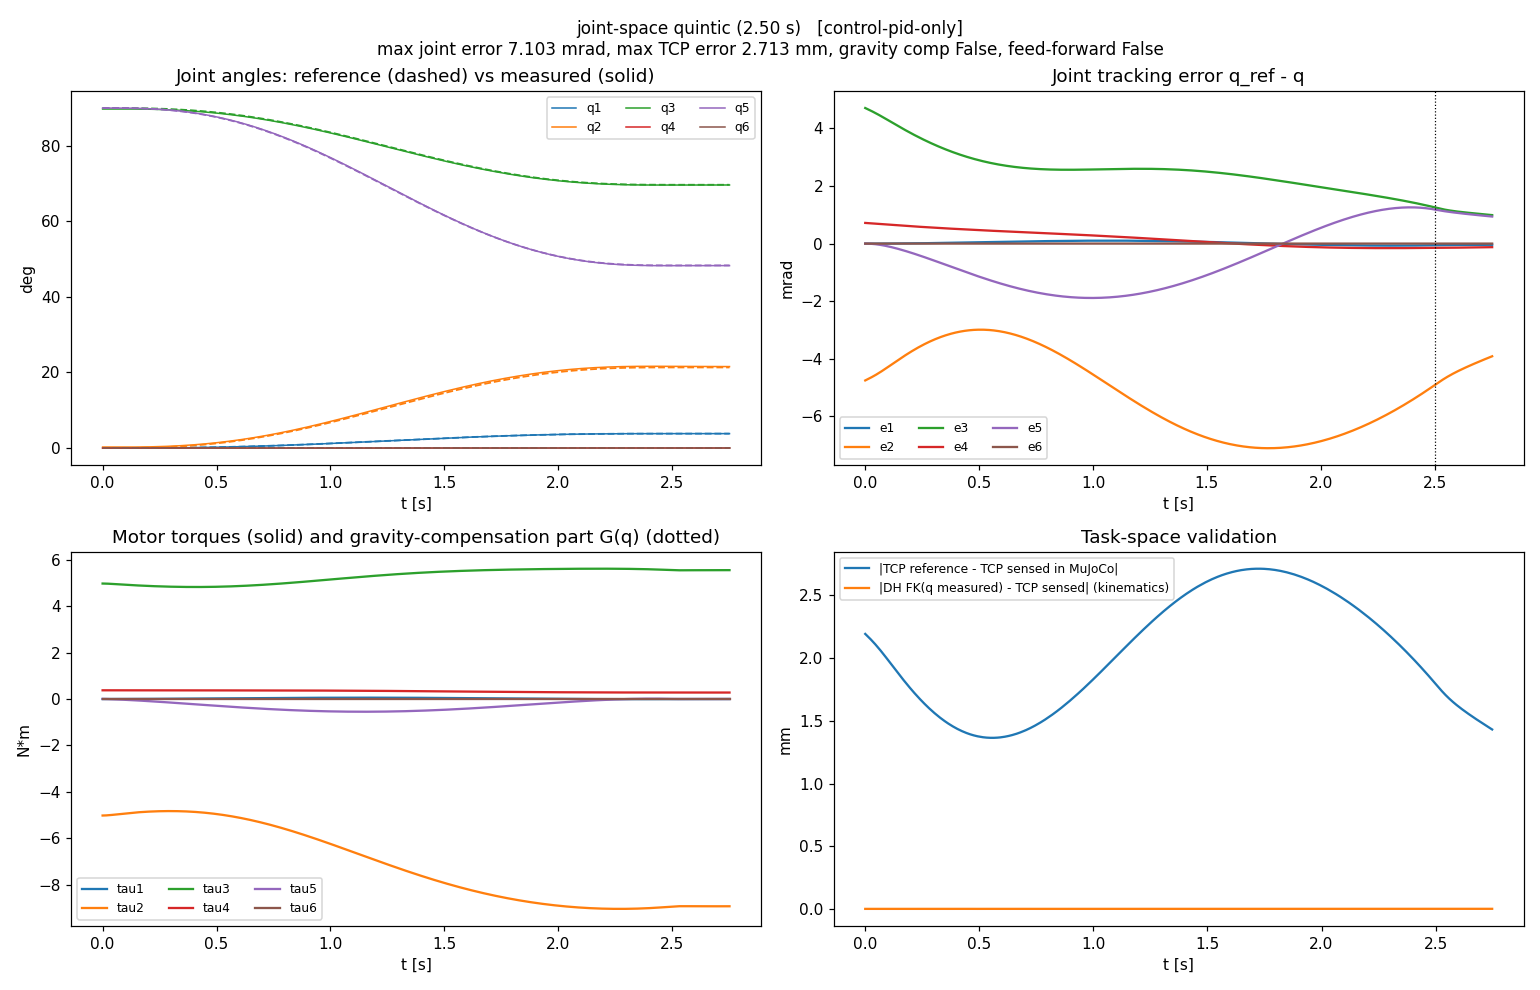 joint-space quintic (2.50 s)   [control-pid-only]
max joint error 7.103 mrad, max TCP error 2.713 mm, gravity comp False, feed-forward False
Joint angles: reference (dashed) vs measured (solid)
q1 q3 q5
q2 q4 q6
deg
80
60
40
20
0
0.0 0.5 1.0 1.5 2.0 2.5
t [s]
Joint tracking error q_ref - q
mrad
4
2
0
−2
−4
−6
e1 e3 e5
e2 e4 e6
0.0 0.5 1.0 1.5 2.0 2.5
t [s]
Motor torques (solid) and gravity-compensation part G(q) (dotted)
N*m
6
4
2
0
−2
−4
−6
−8
tau1 tau3 tau5
tau2 tau4 tau6
0.0 0.5 1.0 1.5 2.0 2.5
t [s]
Task-space validation
|TCP reference - TCP sensed in MuJoCo|
|DH FK(q measured) - TCP sensed| (kinematics)
mm
2.5
2.0
1.5
1.0
0.5
0.0
0.0 0.5 1.0 1.5 2.0 2.5
t [s]